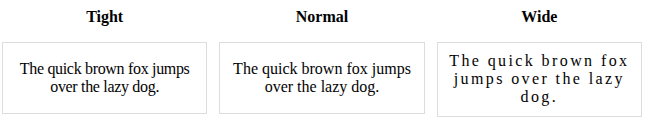 Tight
The quick brown fox jumps
over the lazy dog.
Normal
The quick brown fox jumps
over the lazy dog.
Wide
The quick brown fox
jumps over the lazy
dog.